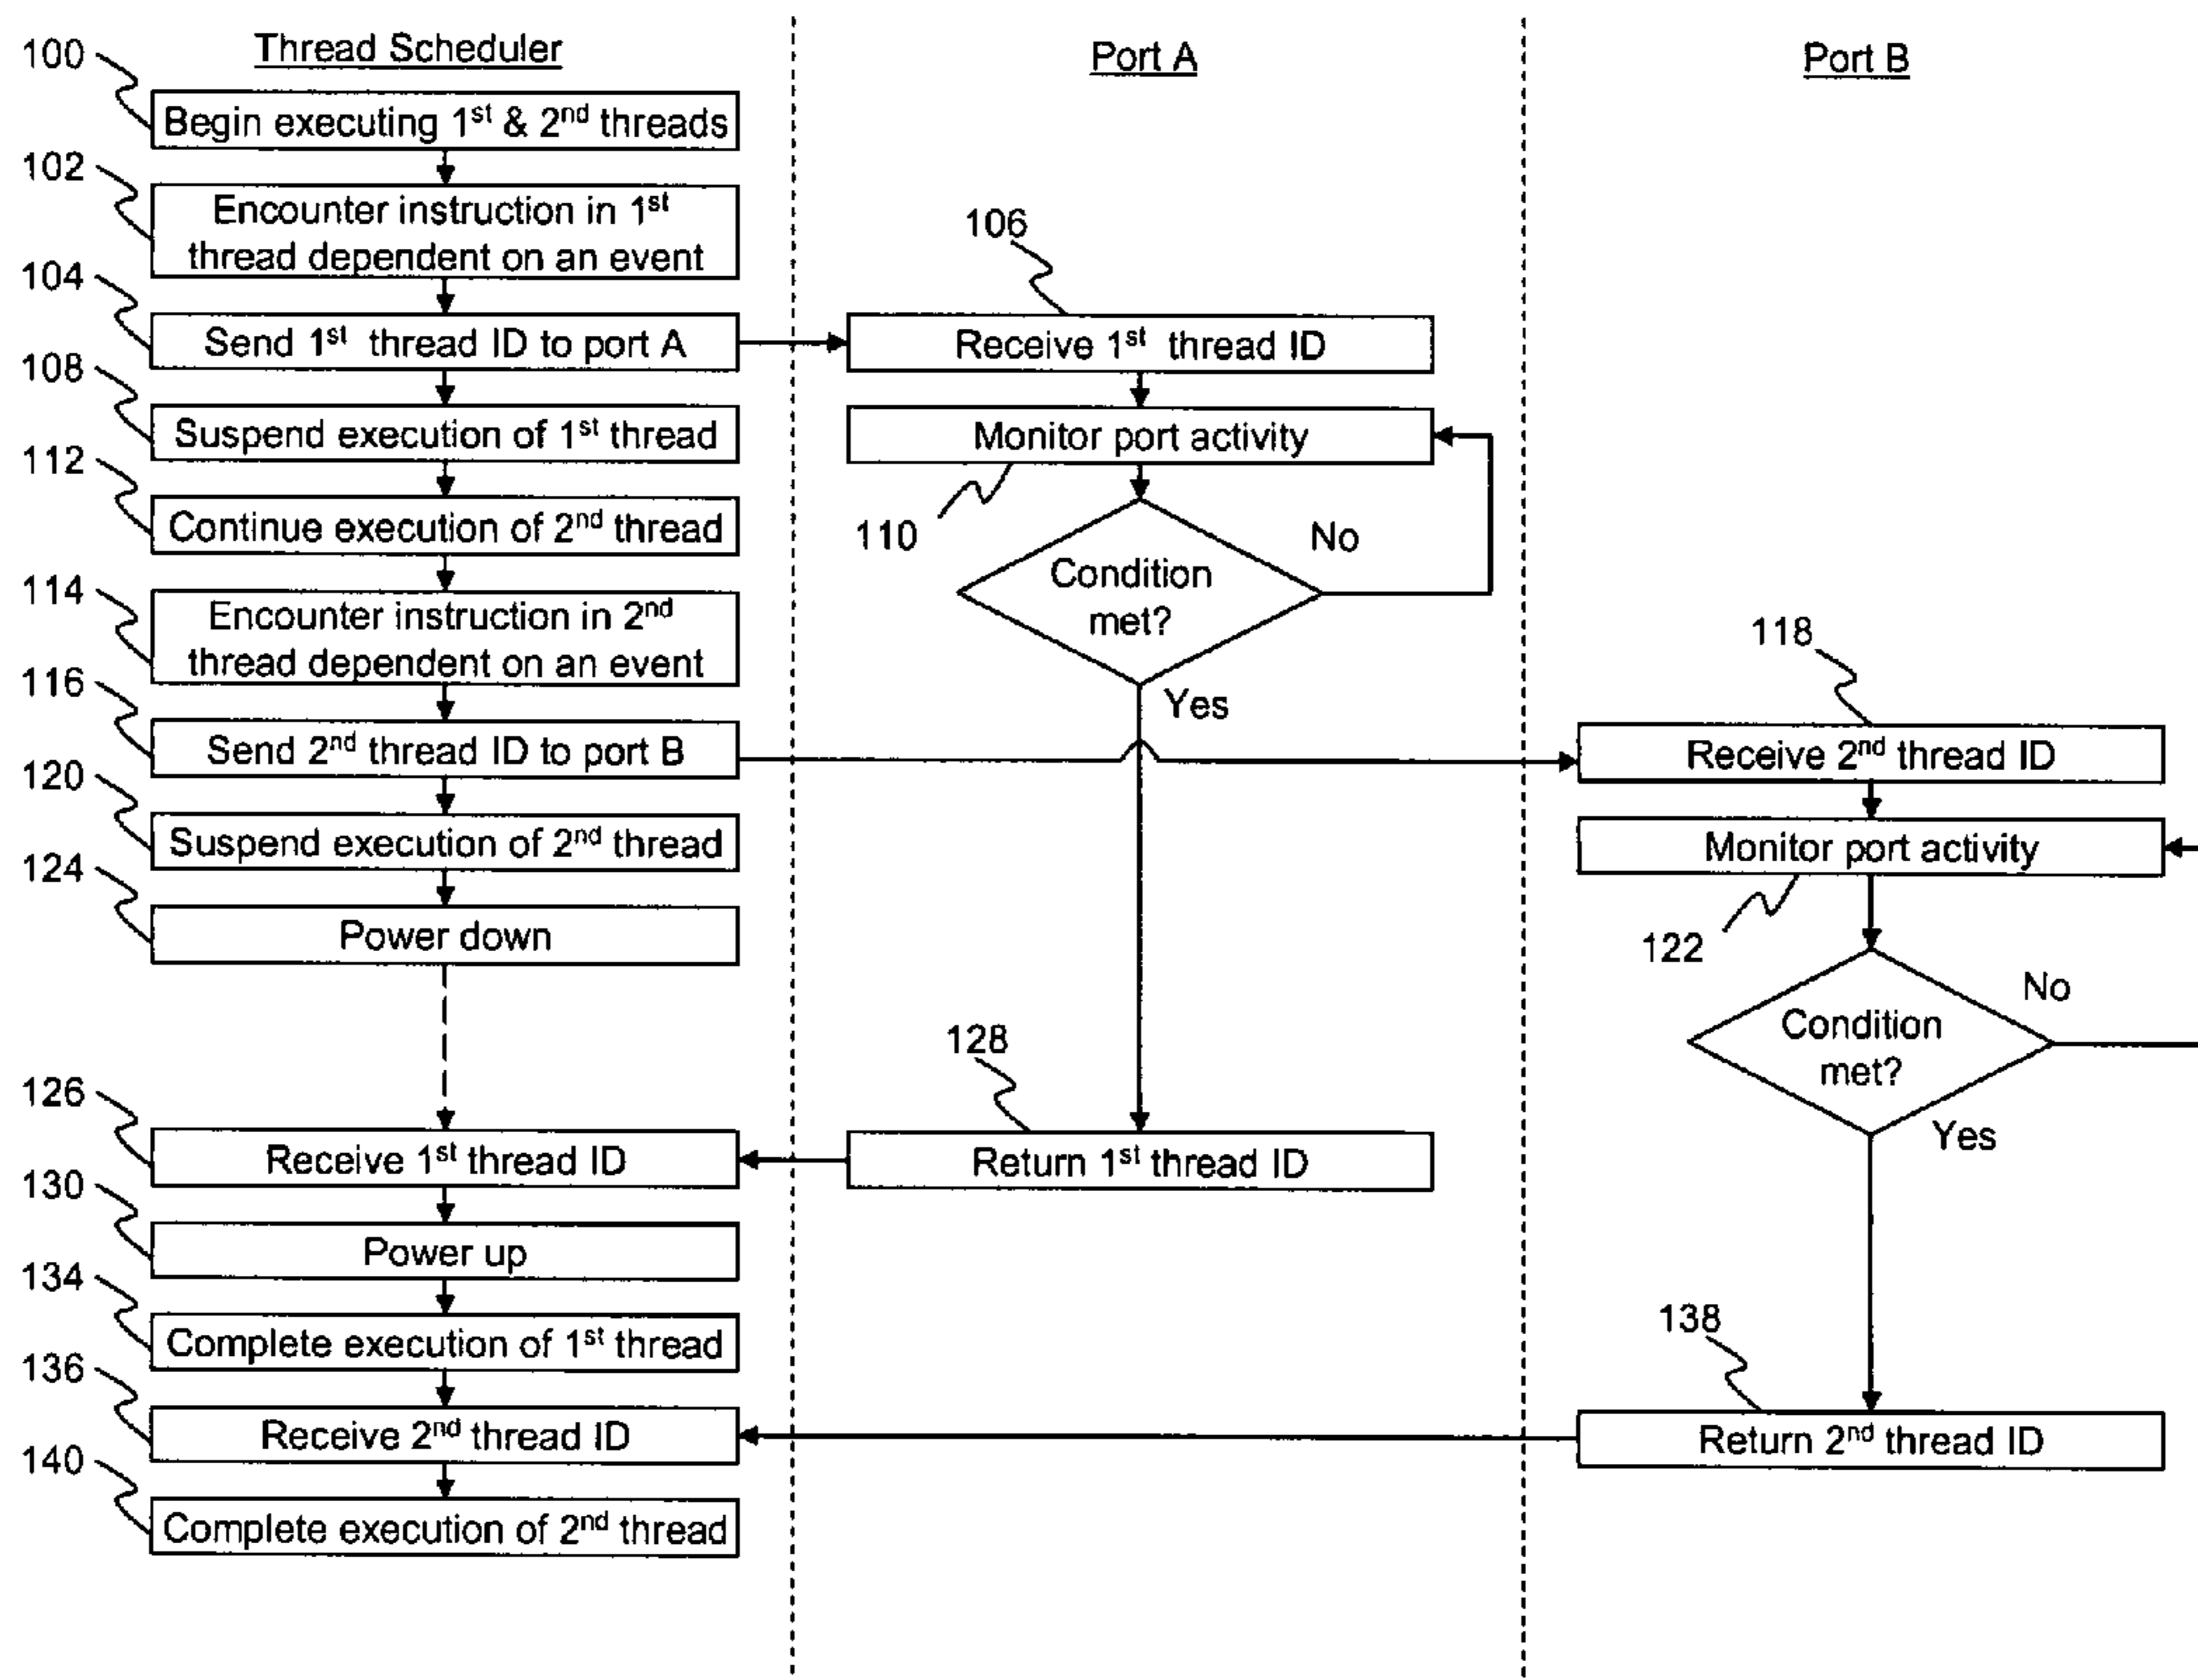 Thread Scheduler
100
Begin executing 1st & 2nd threads
102
Encounter instruction in 1st
thread dependent on an event
104
Send 1st thread ID to port A
108
Suspend execution of 1st thread
112
Continue execution of 2nd thread
114
Encounter instruction in 2nd
thread dependent on an event
116
Send 2nd thread ID to port B
120
Suspend execution of 2nd thread
124
Power down
126
Receive 1st thread ID
130
Power up
134
Complete execution of 1st thread
136
Receive 2nd thread ID
140
Complete execution of 2nd thread
Port A
106
Receive 1st thread ID
Monitor port activity
110
Condition
met?
No
Yes
128
Return 1st thread ID
Port B
118
Receive 2nd thread ID
Monitor port activity
122
Condition
met?
No
Yes
138
Return 2nd thread ID